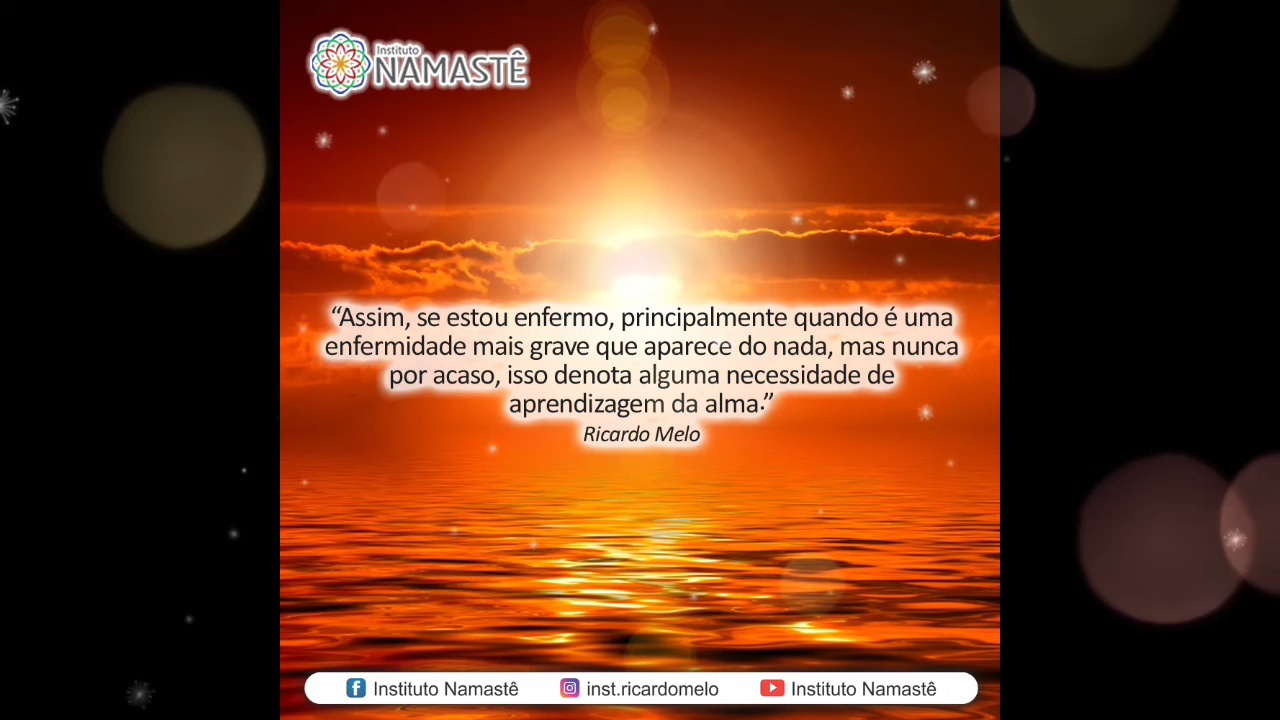 Instituto
NAMASTÊ
“Assim, se estou enfermo, principalmente quando é uma
enfermidade mais grave que aparece do nada, mas nunca
por acaso, isso denota alguma necessidade de
aprendizagem da alma.”
Ricardo Melo
Instituto Namastê inst.ricardomelo Instituto Namastê